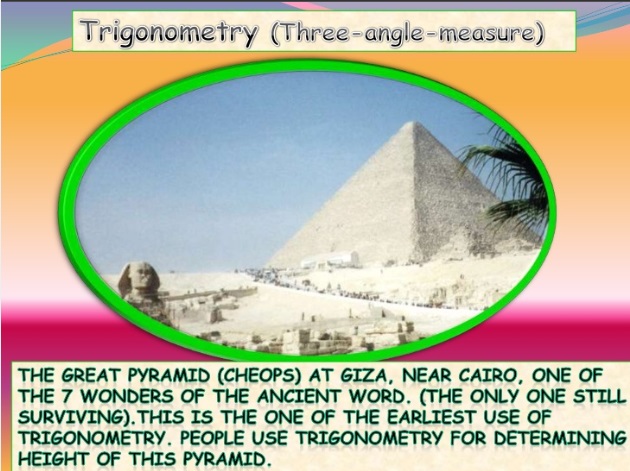 Trigonometry (Three-angle-measure)
THE GREAT PYRAMID (CHEOPS) AT GIZA, NEAR CAIRO, ONE OF
THE 7 WONDERS OF THE ANCIENT WORD. (THE ONLY ONE STILL
SURVIVING).THIS IS THE ONE OF THE EARLIEST USE OF
TRIGONOMETRY. PEOPLE USE TRIGONOMETRY FOR DETERMINING
HEIGHT OF THIS PYRAMID.